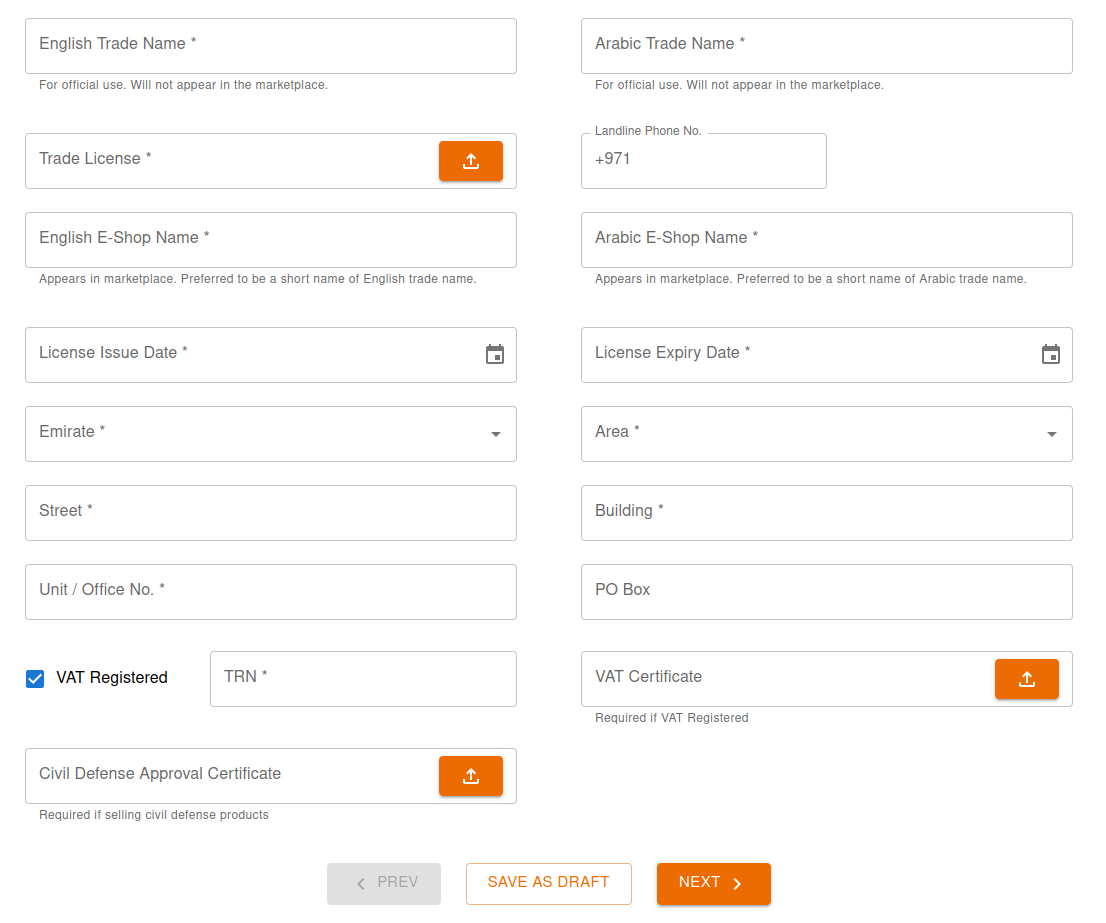 English Trade Name *
Arabic Trade Name *
For official use. Will not appear in the marketplace.
For official use. Will not appear in the marketplace.
Trade License *
Landline Phone No.
+971
English E-Shop Name *
Arabic E-Shop Name *
Appears in marketplace. Preferred to be a short name of English trade name.
Appears in marketplace. Preferred to be a short name of Arabic trade name.
License Issue Date *
License Expiry Date *
Emirate *
Area *
Street *
Building *
Unit / Office No. *
PO Box
VAT Registered
TRN *
VAT Certificate
Required if VAT Registered
Civil Defense Approval Certificate
Required if selling civil defense products
PREV
SAVE AS DRAFT
NEXT